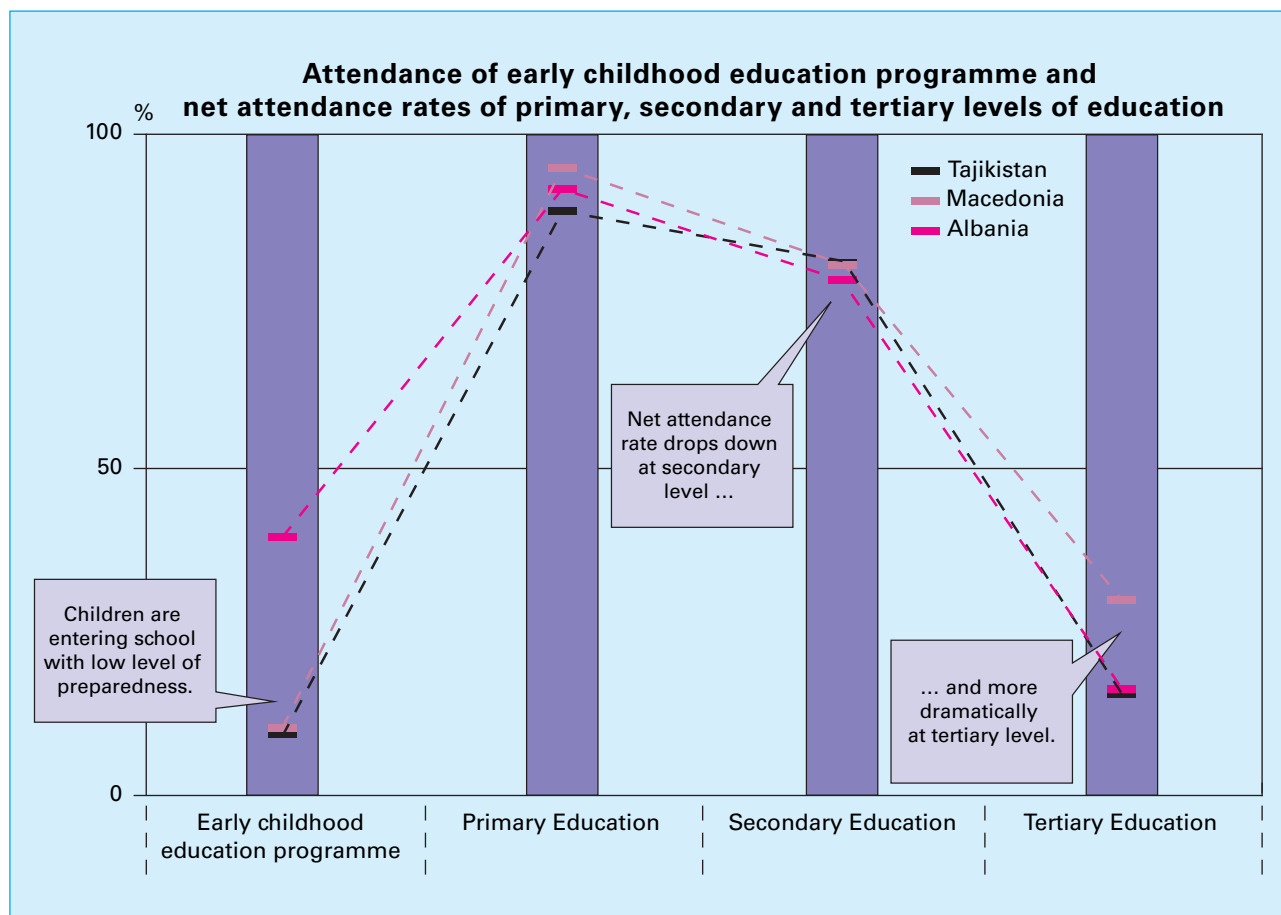 Attendance of early childhood education programme and
net attendance rates of primary, secondary and tertiary levels of education
%
100
50
0
Tajikistan
Macedonia
Albania
Children are
entering school
with low level of
preparedness.
Net attendance
rate drops down
at secondary
level ...
... and more
dramatically
at tertiary level.
Early childhood
education programme
Primary Education
Secondary Education
Tertiary Education